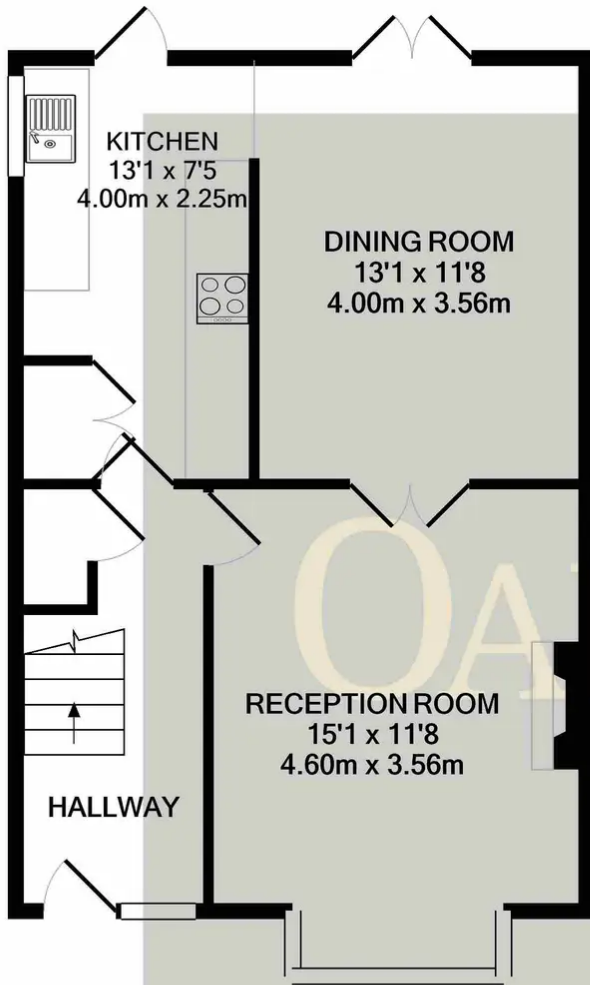 KITCHEN
13'1 x 7'5
4.00m x 2.25m
DINING ROOM
13'1 x 11'8
4.00m x 3.56m
OA
RECEPTION ROOM
15'1 x 11'8
4.60m x 3.56m
HALLWAY